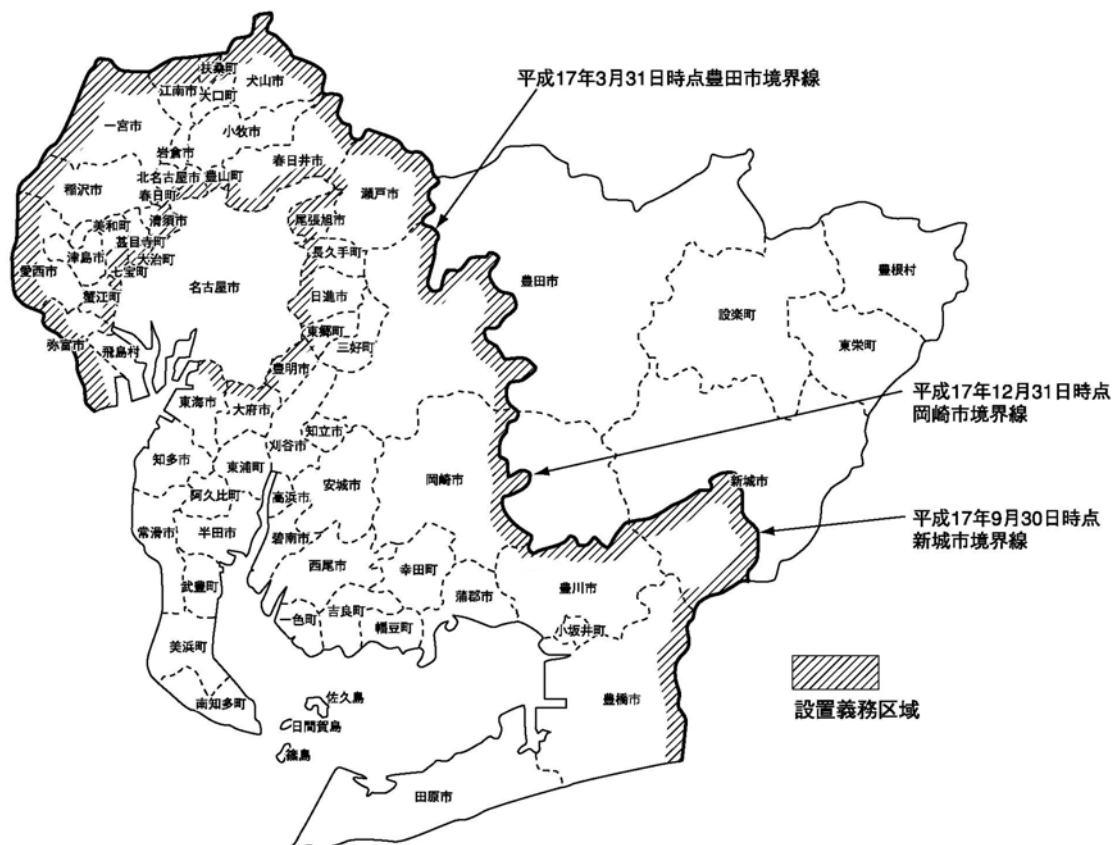 平成17年3月31日時点豊田市境界線
扶桑町
犬山市
江南市
大口町
一宮市
小牧市
岩倉市
春日井市
北名古屋市
豊山町
瀬戸市
稲沢市
春日町
清須市
尾張旭市
美和町
甚目寺町
長久手町
津島市
大治町
愛西市
七宝町
名古屋市
日進市
豊田市
豊根村
蟹江町
設楽町
東郷町
三好町
東栄町
弥富市
飛島村
豊明市
平成17年12月31日時点
岡崎市境界線
東海市
大府市
知立市
刈谷市
知多市
東浦町
岡崎市
安城市
新城市
阿久比町
高浜市
平成17年9月30日時点
新城市境界線
常滑市
半田市
碧南市
西尾市
幸田町
豊川市
武豊町
蒲郡市
吉良町
一色町
幡豆町
小坂井町
美浜町
南知多町
佐久島
豊橋市
日間賀島
篠島
設置義務区域
田原市